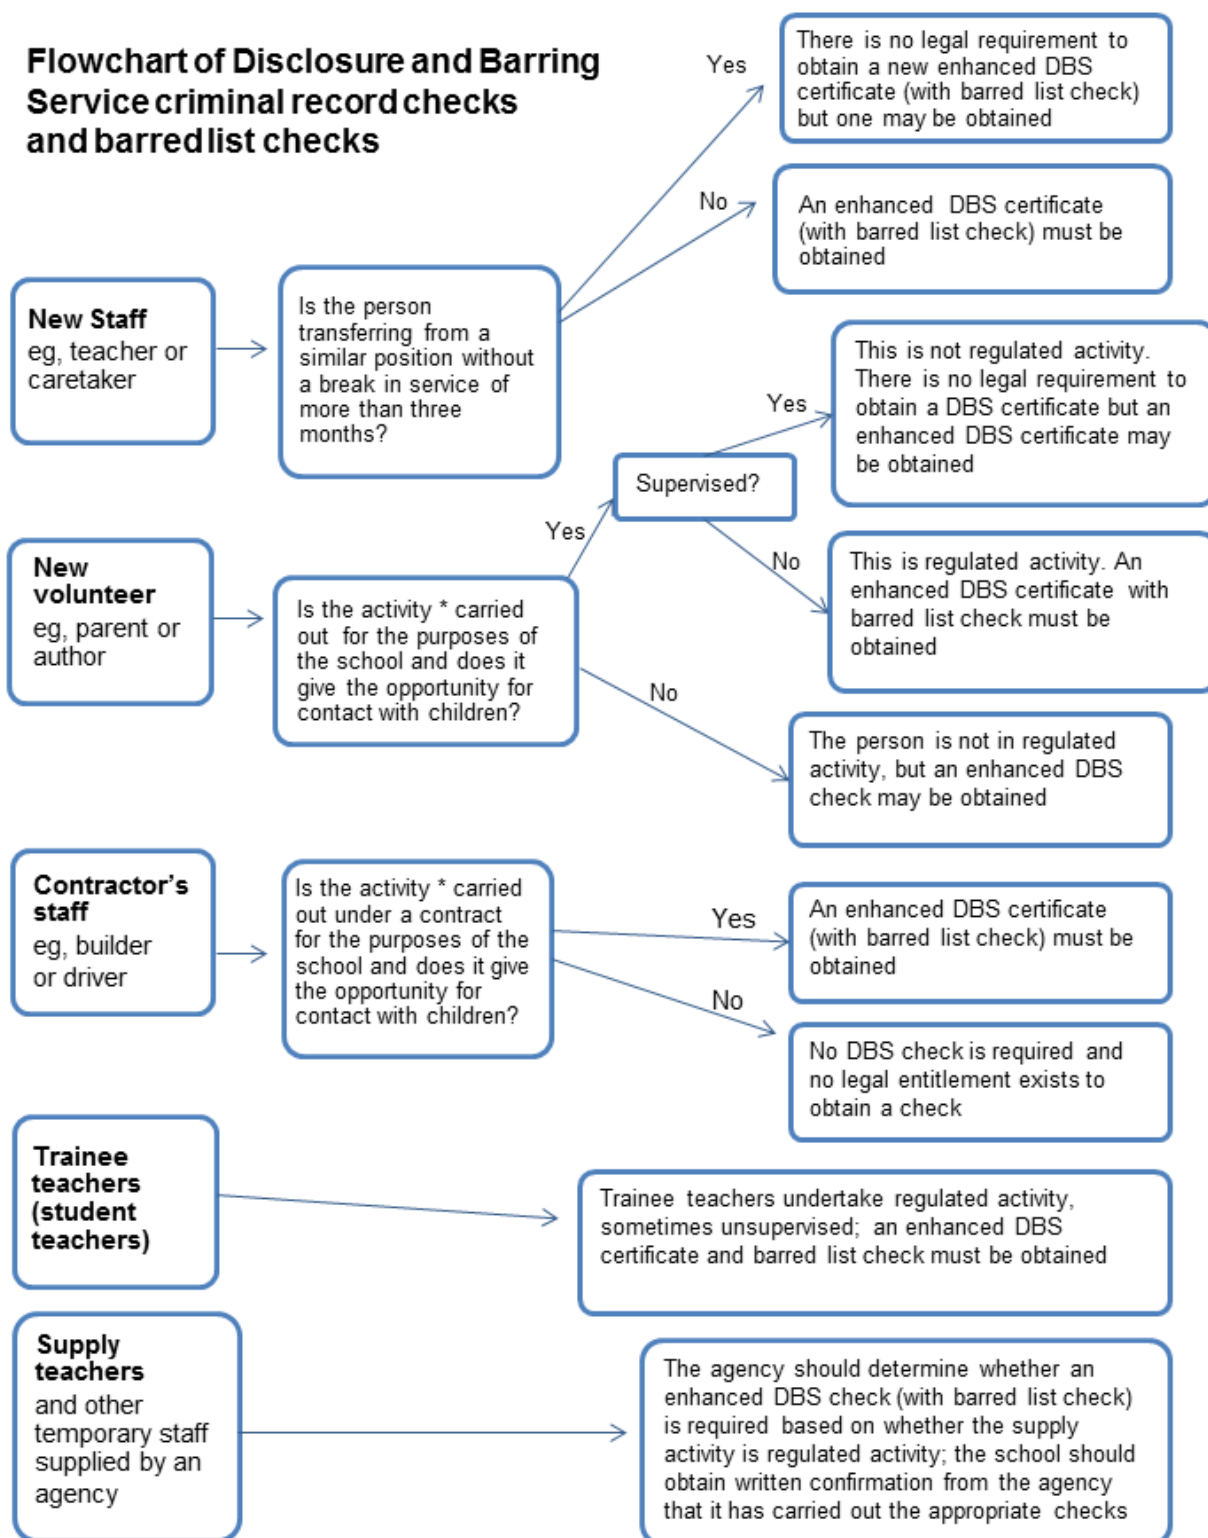 Flowchart of Disclosure and Barring
Service criminal record checks
and barred list checks
Yes
There is no legal requirement to
obtain a new enhanced DBS
certificate (with barred list check)
but one may be obtained
No
An enhanced DBS certificate
(with barred list check) must be
obtained
New Staff
eg, teacher or
caretaker
Is the person
transferring from a
similar position without
a break in service of
more than three
months?
New
volunteer
eg, parent or
author
Is the activity * carried
out for the purposes of
the school and does it
give the opportunity for
contact with children?
Yes
Supervised?
Yes
This is not regulated activity.
There is no legal requirement to
obtain a DBS certificate but an
enhanced DBS certificate may
be obtained
No
This is regulated activity. An
enhanced DBS certificate with
barred list check must be
obtained
No
The person is not in regulated
activity, but an enhanced DBS
check may be obtained
Contractor's
staff
eg, builder
or driver
Is the activity * carried
out under a contract
for the purposes of the
school and does it give
the opportunity for
contact with children?
Yes
An enhanced DBS certificate
(with barred list check) must be
obtained
No
No DBS check is required and
no legal entitlement exists to
obtain a check
Trainee
teachers
(student
teachers)
Trainee teachers undertake regulated activity,
sometimes unsupervised; an enhanced DBS
certificate and barred list check must be obtained
Supply
teachers
and other
temporary staff
supplied by an
agency
The agency should determine whether an
enhanced DBS check (with barred list check)
is required based on whether the supply
activity is regulated activity; the school should
obtain written confirmation from the agency
that it has carried out the appropriate checks